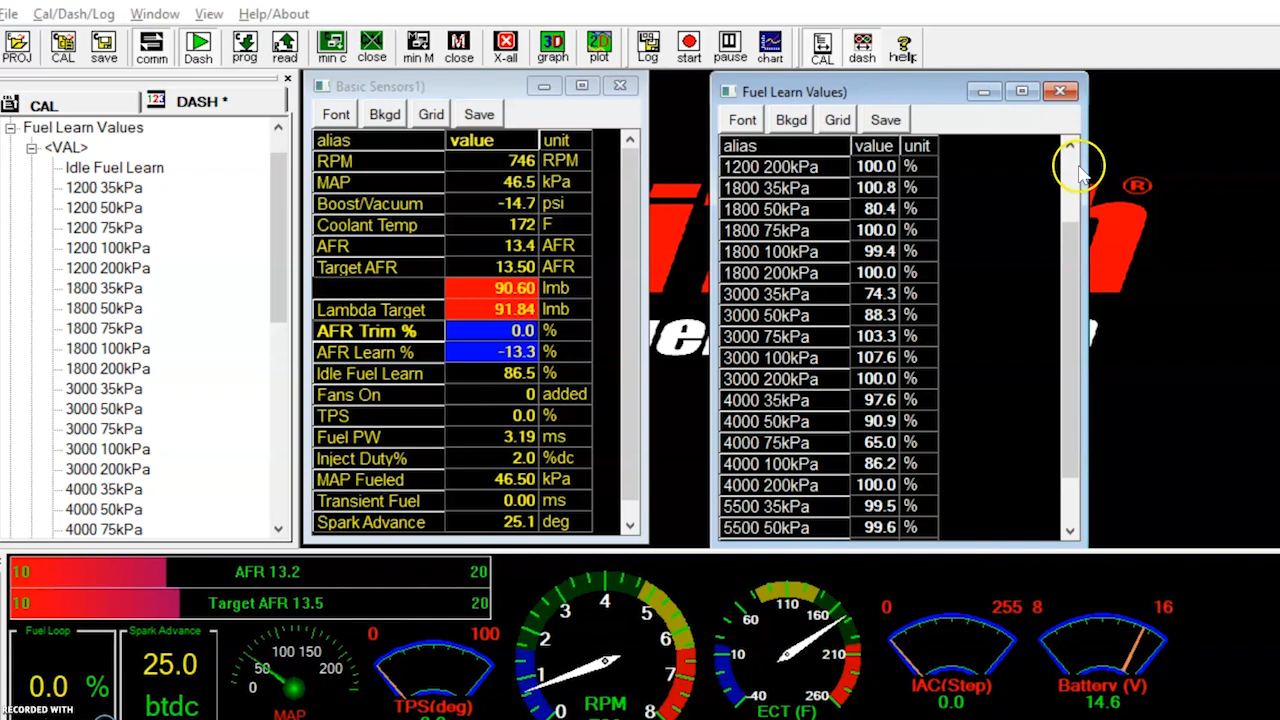 File Cal/Dash/Log Window View Help/About
PROJ CAL save comm Dash prog read min c close min M close X-all 3D graph 2D plot Log start pause chart CAL dash help
CAL
123 DASH *
Fuel Learn Values
<VAL>
Idle Fuel Learn
1200 35kPa
1200 50kPa
1200 75kPa
1200 100kPa
1200 200kPa
1800 35kPa
1800 50kPa
1800 75kPa
1800 100kPa
1800 200kPa
3000 35kPa
3000 50kPa
3000 75kPa
3000 100kPa
3000 200kPa
4000 35kPa
4000 50kPa
4000 75kPa
Basic Sensors1)
Font Bkgd Grid Save
alias value unit
RPM 746 RPM
MAP 46.5 kPa
Boost/Vacuum -14.7 psi
Coolant Temp 172 F
AFR 13.4 AFR
Target AFR 13.50 AFR
90.60 lmb
Lambda Target 91.84 lmb
AFR Trim % 0.0 %
AFR Learn % -13.3 %
Idle Fuel Learn 86.5 %
Fans On 0 added
TPS 0.0 %
Fuel PW 3.19 ms
Inject Duty% 2.0 %dc
MAP Fueled 46.50 kPa
Transient Fuel 0.00 ms
Spark Advance 25.1 deg
Fuel Learn Values)
Font Bkgd Grid Save
alias value unit
1200 200kPa 100.0 %
1800 35kPa 100.8 %
1800 50kPa 80.4 %
1800 75kPa 100.0 %
1800 100kPa 99.4 %
1800 200kPa 100.0 %
3000 35kPa 74.3 %
3000 50kPa 88.3 %
3000 75kPa 103.3 %
3000 100kPa 107.6 %
3000 200kPa 100.0 %
4000 35kPa 97.6 %
4000 50kPa 90.9 %
4000 75kPa 65.0 %
4000 100kPa 86.2 %
4000 200kPa 100.0 %
5500 35kPa 99.5 %
5500 50kPa 99.6 %
®
10 AFR 13.2 20
10 Target AFR 13.5 20
Fuel Loop
0.0 %
Spark Advance
25.0
btdc
0 50 100 150 200
MAP
0 100
TPS(deg)
0 1 2 3 4 5 6 7 8
RPM
-40 10 60 110 160 210 260
ECT (F)
0 255
IAC(Step)
0.0
8 16
Battery (V)
14.6
RECORDED WITH